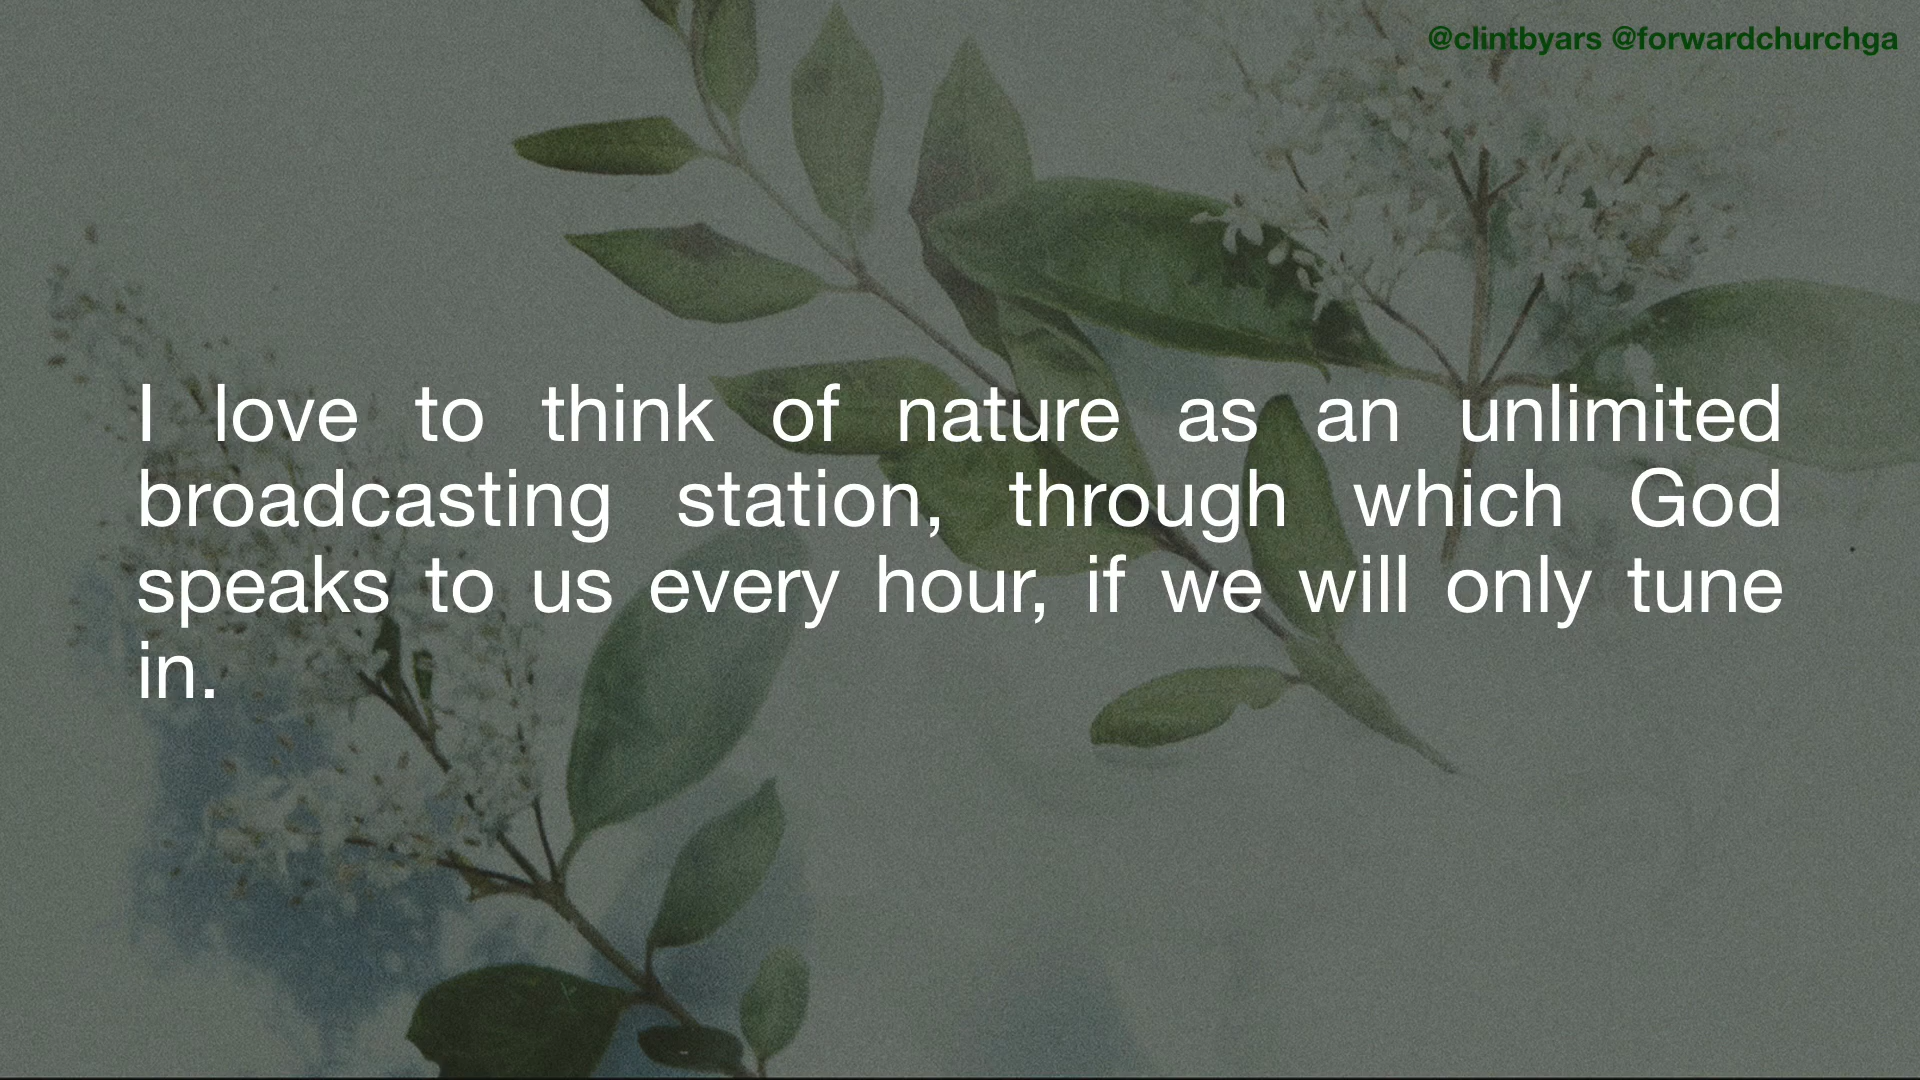 @clintbyars @forwardchurchga
I love to think of nature as an unlimited
broadcasting station, through which God
speaks to us every hour, if we will only tune
in.